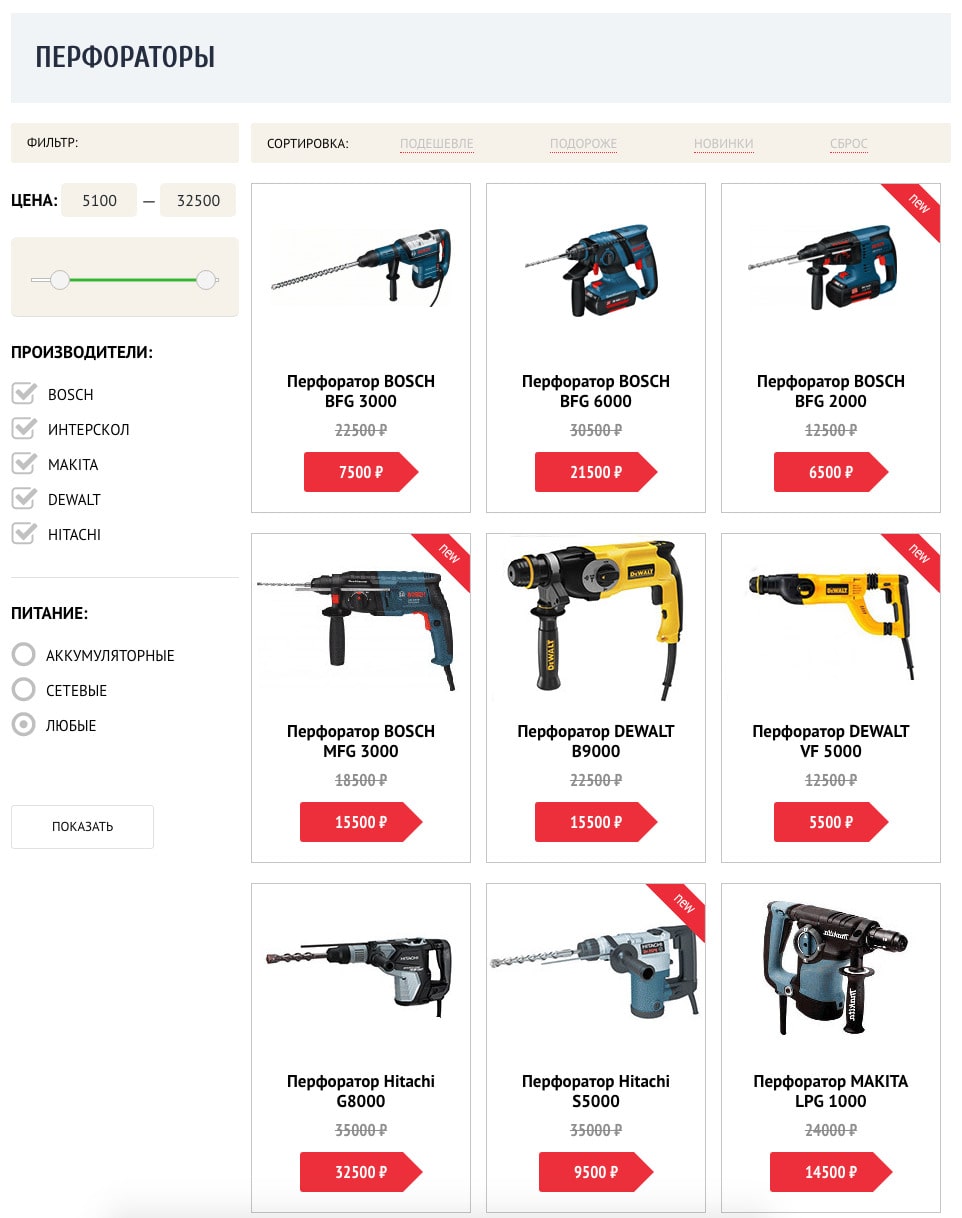 ПЕРФОРАТОРЫ
ФИЛЬТР:
СОРТИРОВКА: ПОДЕШЕВЛЕ ПОДОРОЖЕ НОВИНКИ СБРОС
ЦЕНА: 5100 — 32500
ПРОИЗВОДИТЕЛИ:
BOSCH
ИНТЕРСКОЛ
MAKITA
DEWALT
HITACHI
ПИТАНИЕ:
АККУМУЛЯТОРНЫЕ
СЕТЕВЫЕ
ЛЮБЫЕ
ПОКАЗАТЬ
Перфоратор BOSCH
BFG 3000
22500 ₽
7500 ₽
Перфоратор BOSCH
BFG 6000
30500 ₽
21500 ₽
new
Перфоратор BOSCH
BFG 2000
12500 ₽
6500 ₽
new
Перфоратор BOSCH
MFG 3000
18500 ₽
15500 ₽
DEWALT
DEWALT
Перфоратор DEWALT
B9000
22500 ₽
15500 ₽
new
DEWALT
Перфоратор DEWALT
VF 5000
12500 ₽
5500 ₽
HITACHI
Перфоратор Hitachi
G8000
35000 ₽
32500 ₽
new
HITACHI
Перфоратор Hitachi
S5000
35000 ₽
9500 ₽
makita
makita
Перфоратор MAKITA
LPG 1000
24000 ₽
14500 ₽